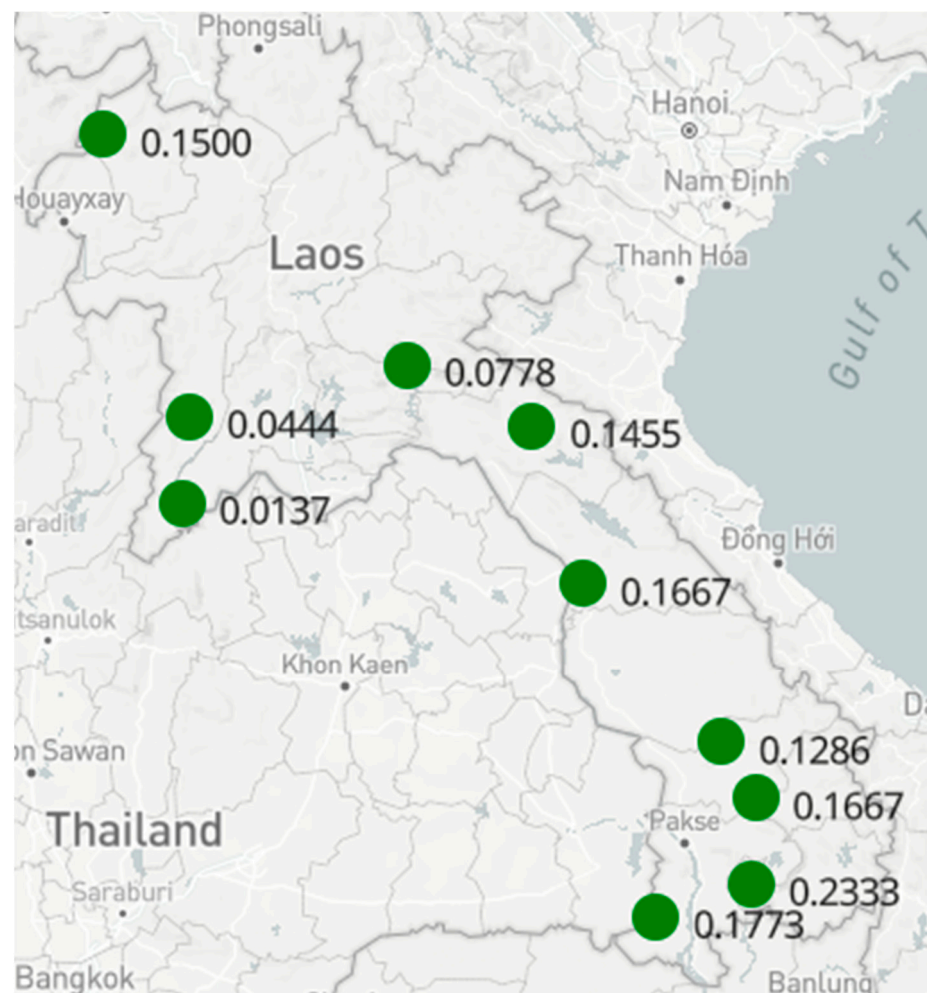 Phongsali
Hanoi
0.1500
Nam Định
Houayxay
Laos
Thanh Hóa
Gulf of T
0.0778
0.0444
0.1455
0.0137
aradit
Đồng Hới
0.1667
tsanulok
Khon Kaen
Da
0.1286
on Sawan
0.1667
Pakse
Thailand
0.2333
Saraburi
0.1773
Bangkok
Banlung